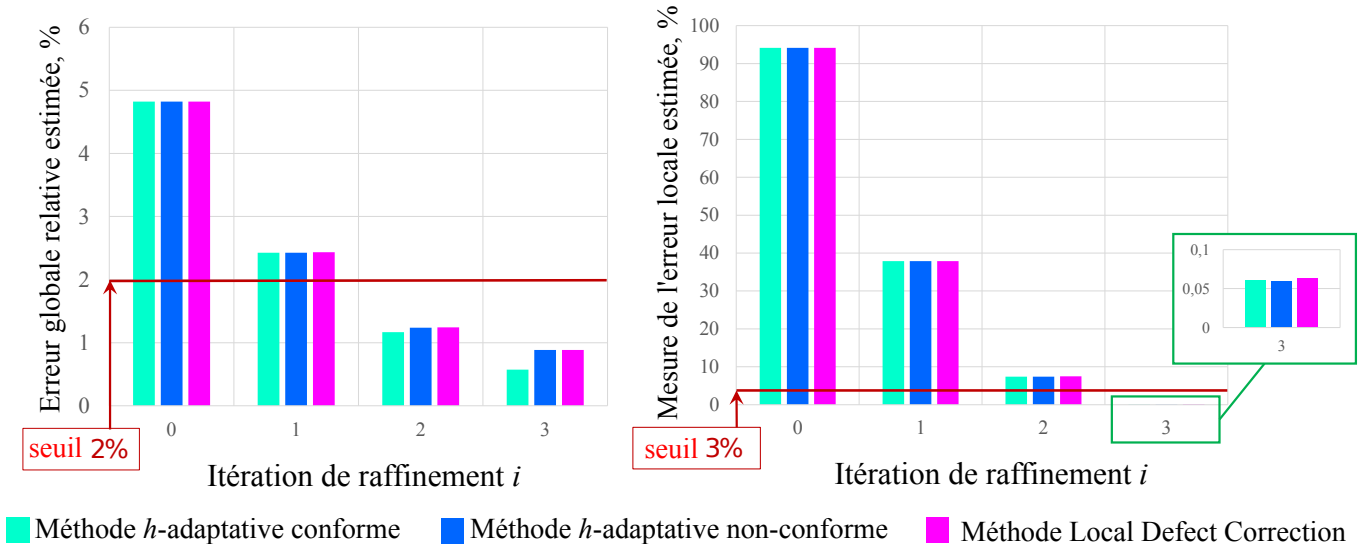 Erreur globale relative estimée, %
6
5
4
3
2
1
0
0 1 2 3
seuil 2%
Itération de raffinement i
Mesure de l'erreur locale estimée, %
100
90
80
70
60
50
40
30
20
10
0
0 1 2 3
seuil 3%
Itération de raffinement i
0,1
0,05
0
3
Méthode h-adaptative conforme
Méthode h-adaptative non-conforme
Méthode Local Defect Correction